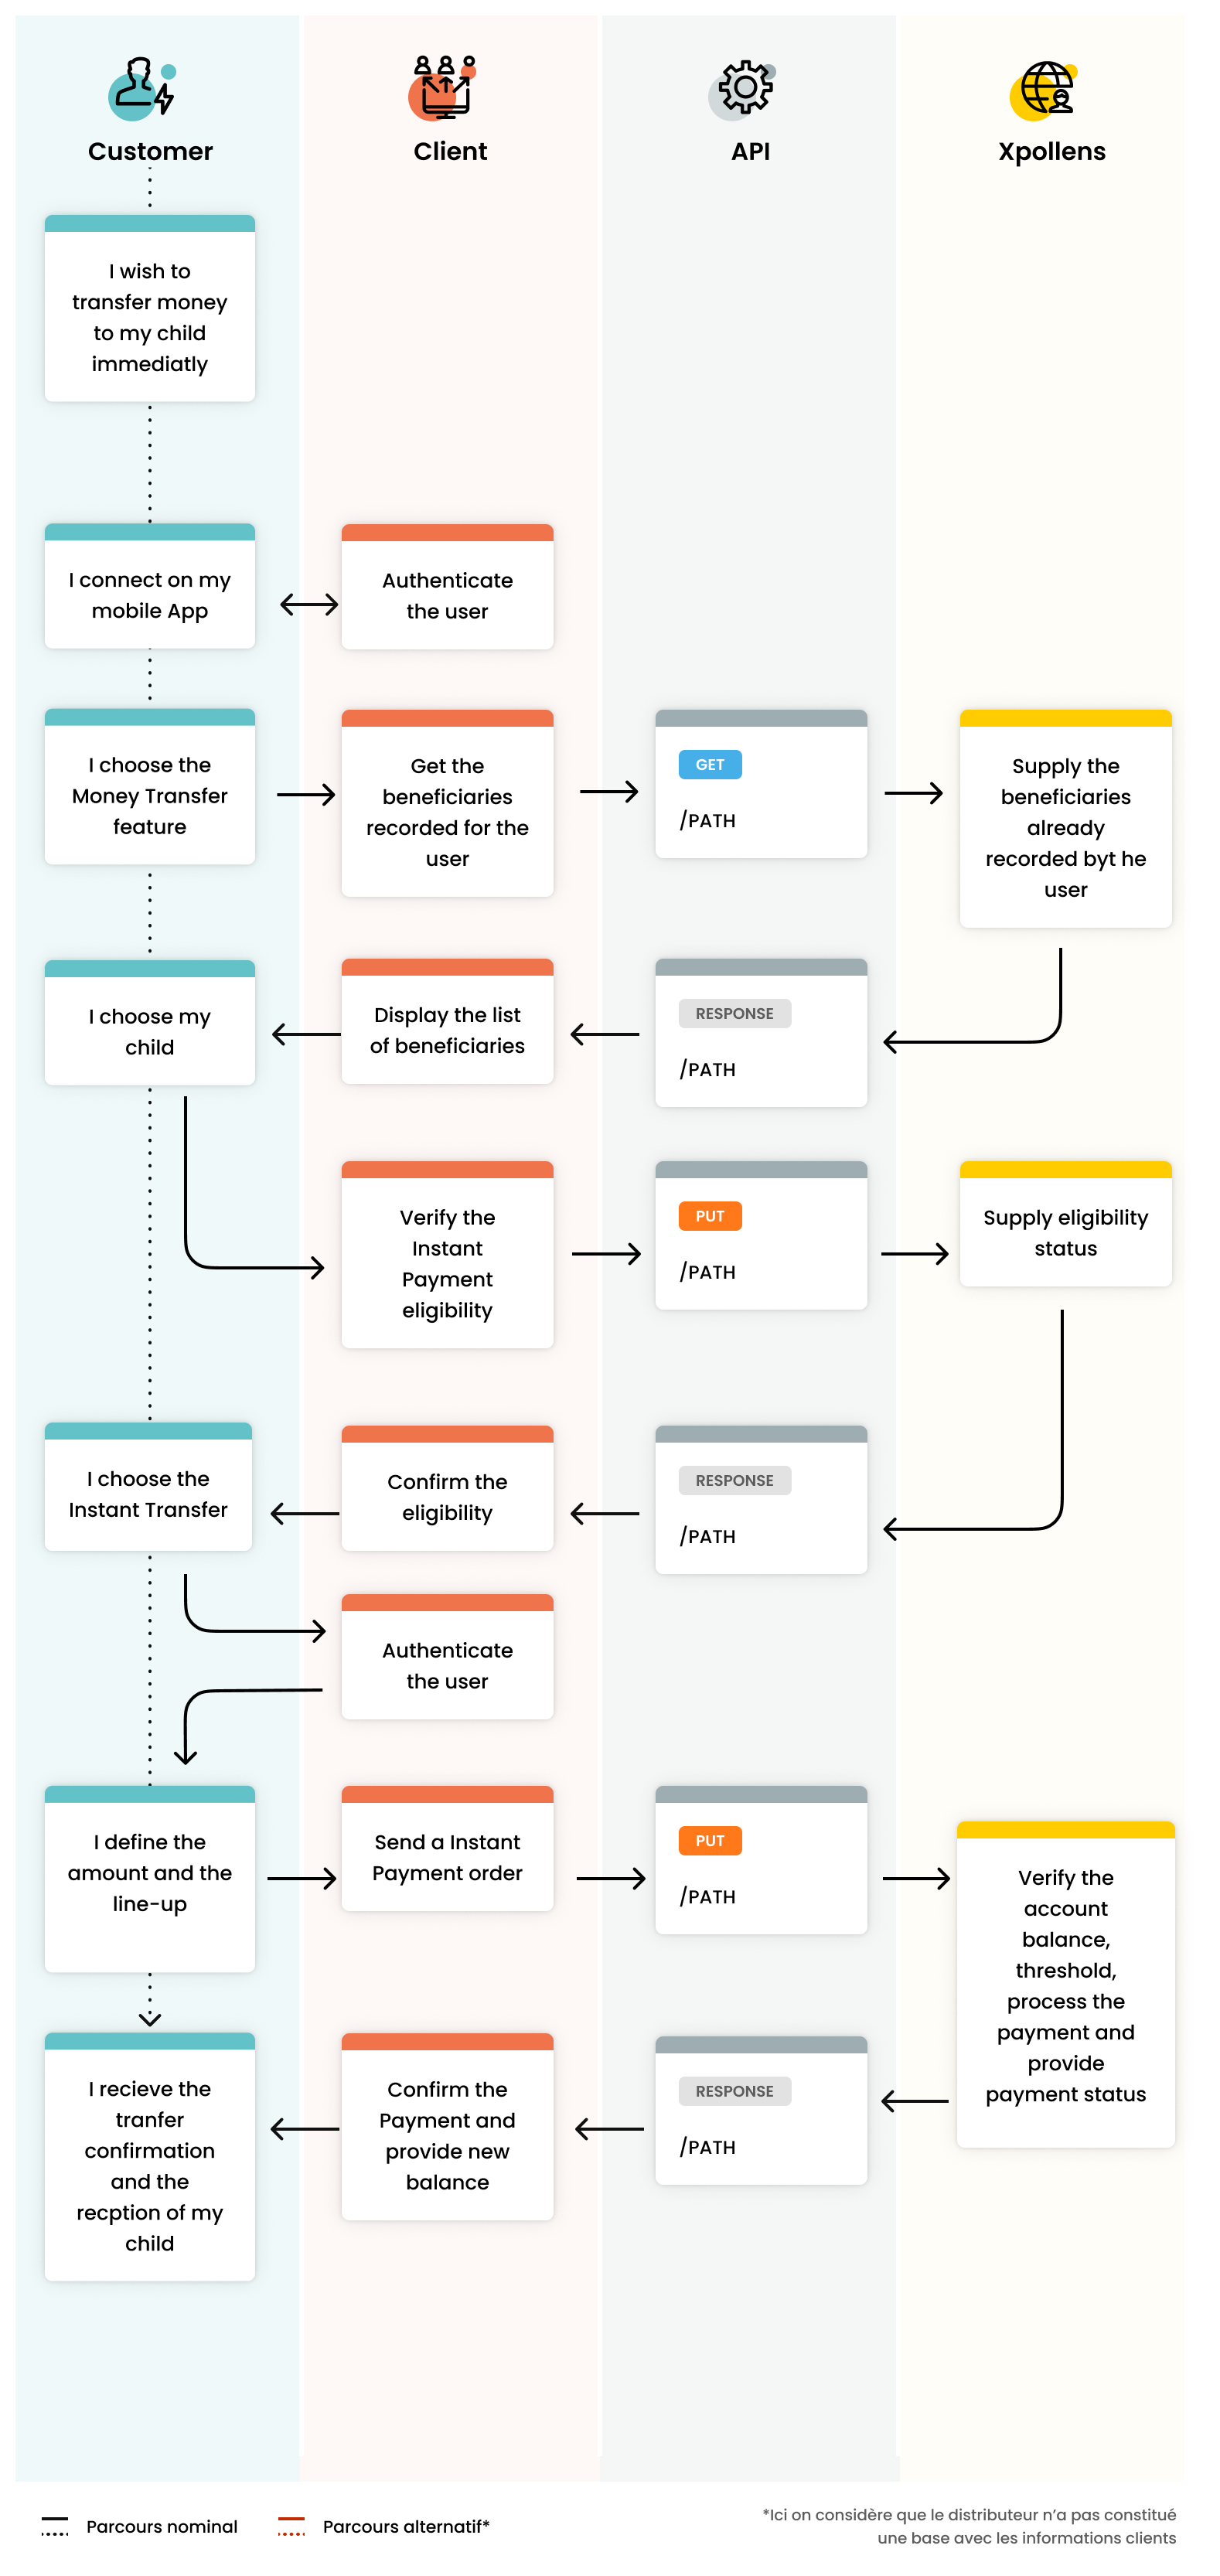 Customer
Client
API
Xpollens
I wish to
transfer money
to my child
immediatly
I connect on my
mobile App
Authenticate
the user
I choose the
Money Transfer
feature
Get the
beneficiaries
recorded for the
user
GET
/PATH
Supply the
beneficiaries
already
recorded byt he
user
I choose my
child
Display the list
of beneficiaries
RESPONSE
/PATH
Verify the
Instant
Payment
eligibility
PUT
/PATH
Supply eligibility
status
I choose the
Instant Transfer
Confirm the
eligibility
RESPONSE
/PATH
Authenticate
the user
I define the
amount and the
line-up
Send a Instant
Payment order
PUT
/PATH
Verify the
account
balance,
threshold,
process the
payment and
provide
payment status
I recieve the
tranfer
confirmation
and the
recption of my
child
Confirm the
Payment and
provide new
balance
RESPONSE
/PATH
Parcours nominal
Parcours alternatif*
*Ici on considère que le distributeur n'a pas constitué
une base avec les informations clients